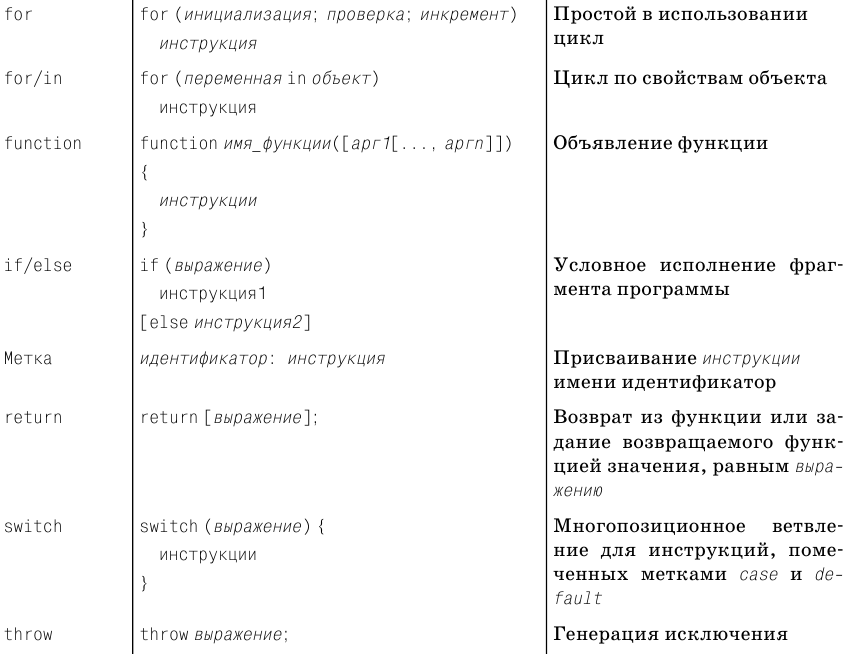 for for (инициализация; проверка; инкремент) Простой в использовании
инструкция цикл
for/in for (переменная in объект) Цикл по свойствам объекта
инструкция
function function имя_функции([арг1[..., аргn]]) Объявление функции
{
инструкции
}
if/else if (выражение) Условное исполнение фраг-
инструкция1 мента программы
[else инструкция2]
Метка идентификатор: инструкция Присваивание инструкции
имени идентификатор
return return [выражение]; Возврат из функции или за-
дание возвращаемого функ-
цией значения, равным выра-
жению
switch switch (выражение) { Многопозиционное ветвле-
инструкции ние для инструкций, поме-
} ченных метками case и de-
fault
throw throw выражение; Генерация исключения